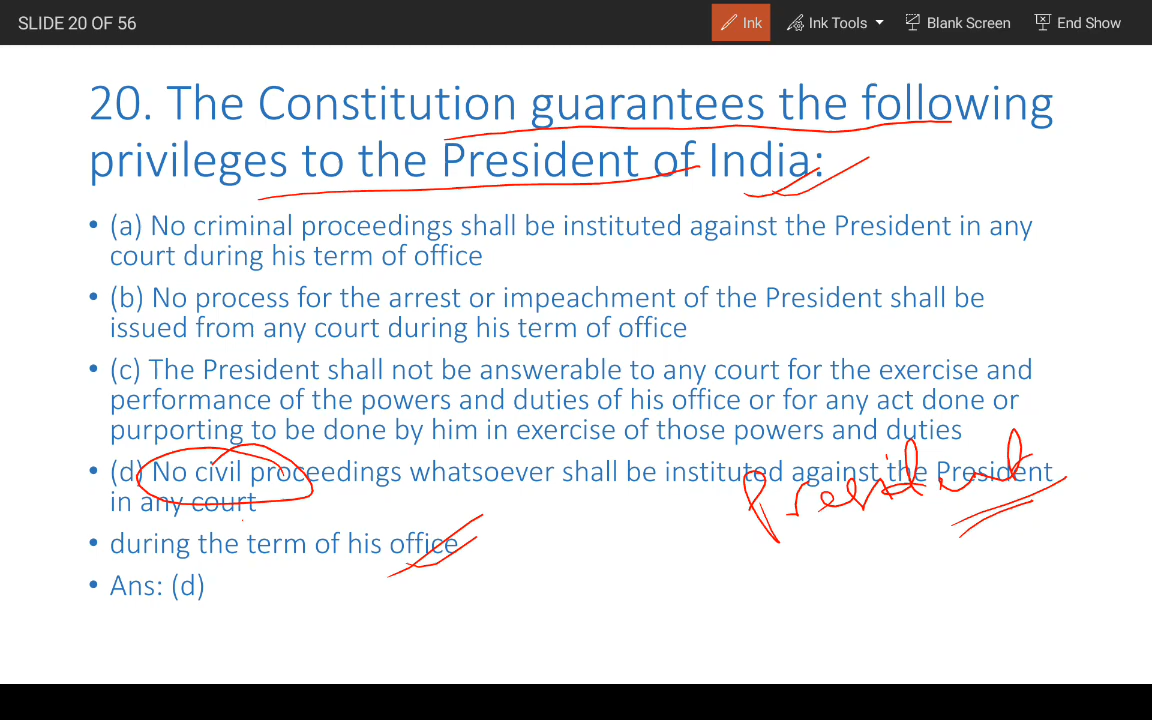 SLIDE 20 OF 56
Ink
Ink Tools
Blank Screen
End Show
20. The Constitution guarantees the following
privileges to the President of India:
• (a) No criminal proceedings shall be instituted against the President in any
court during his term of office
• (b) No process for the arrest or impeachment of the President shall be
issued from any court during his term of office
• (c) The President shall not be answerable to any court for the exercise and
performance of the powers and duties of his office or for any act done or
purporting to be done by him in exercise of those powers and duties
• (d) No civil proceedings whatsoever shall be instituted against the President
in any court
President
• during the term of his office
• Ans: (d)